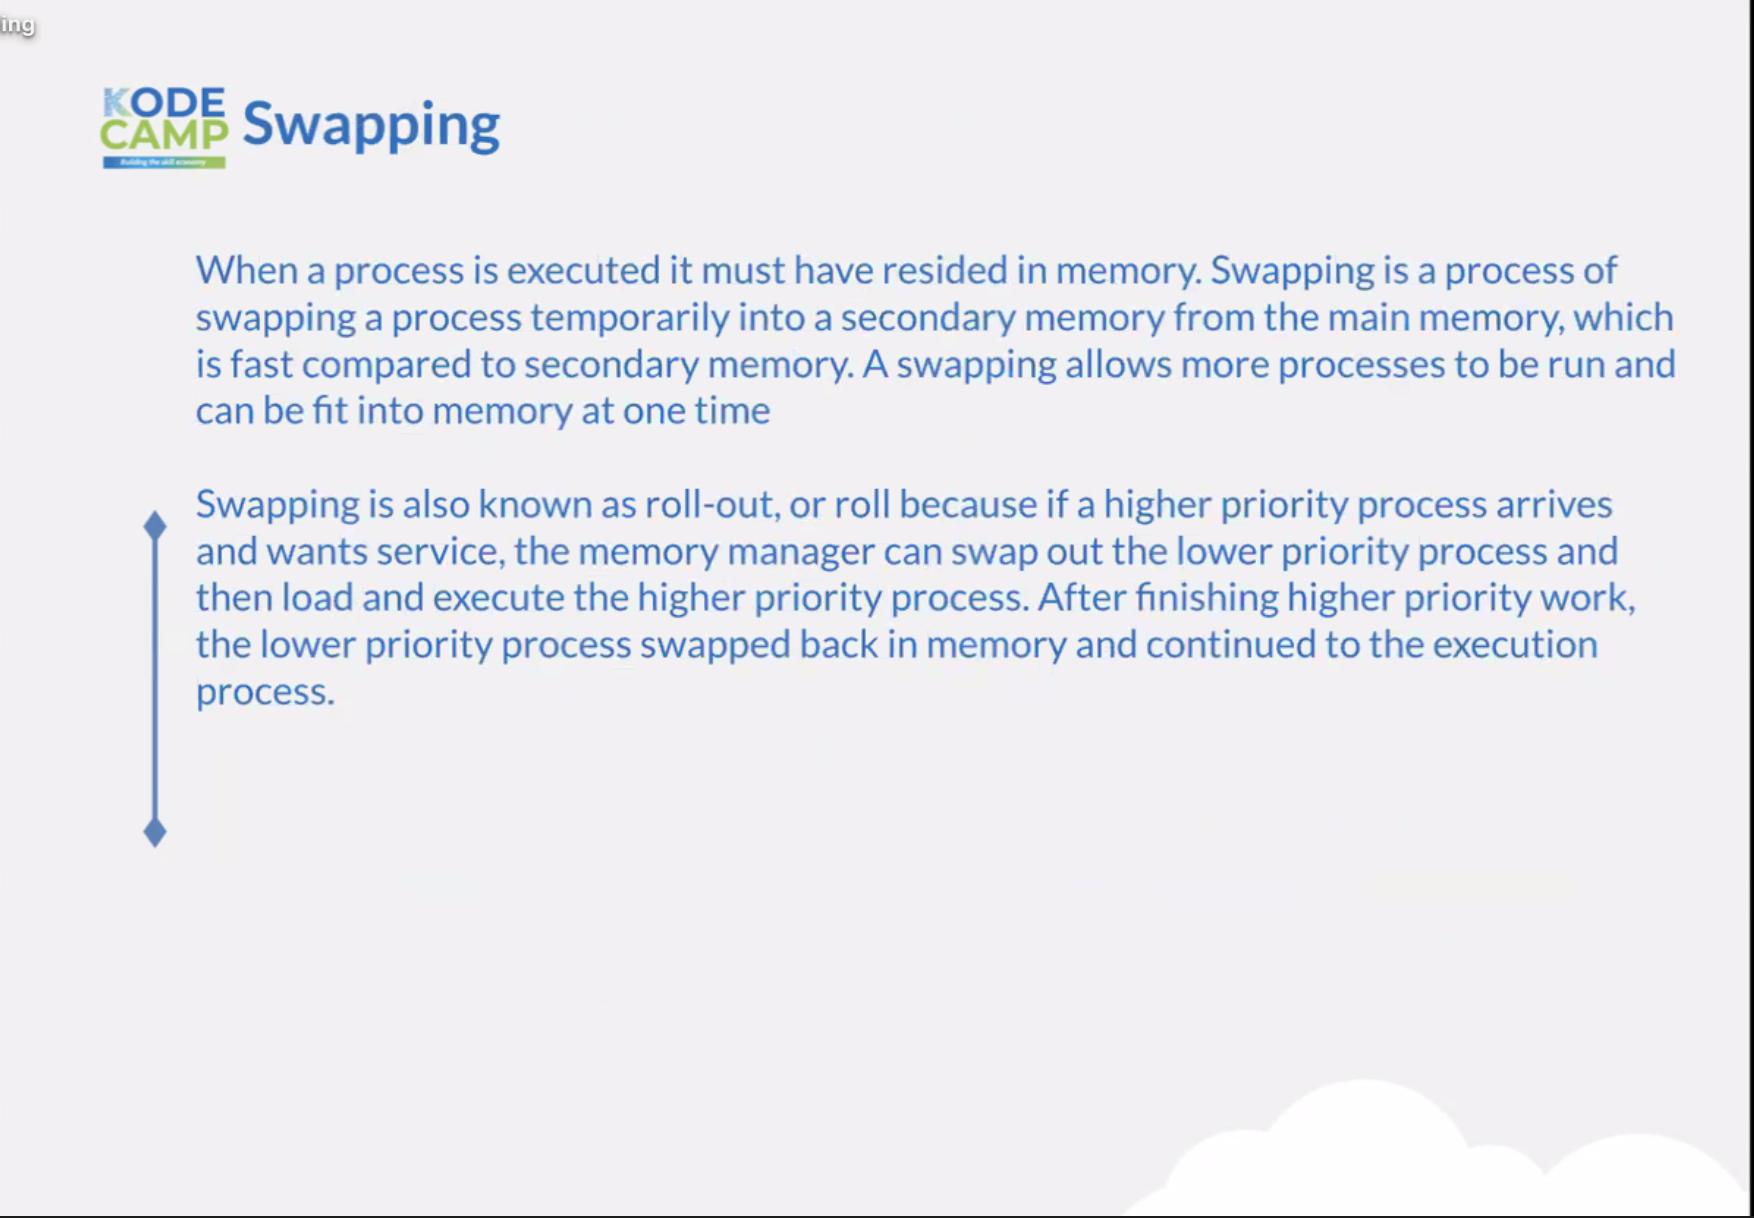 ing
KODE
CAMP
Building the skill economy
Swapping
When a process is executed it must have resided in memory. Swapping is a process of
swapping a process temporarily into a secondary memory from the main memory, which
is fast compared to secondary memory. A swapping allows more processes to be run and
can be fit into memory at one time
Swapping is also known as roll-out, or roll because if a higher priority process arrives
and wants service, the memory manager can swap out the lower priority process and
then load and execute the higher priority process. After finishing higher priority work,
the lower priority process swapped back in memory and continued to the execution
process.